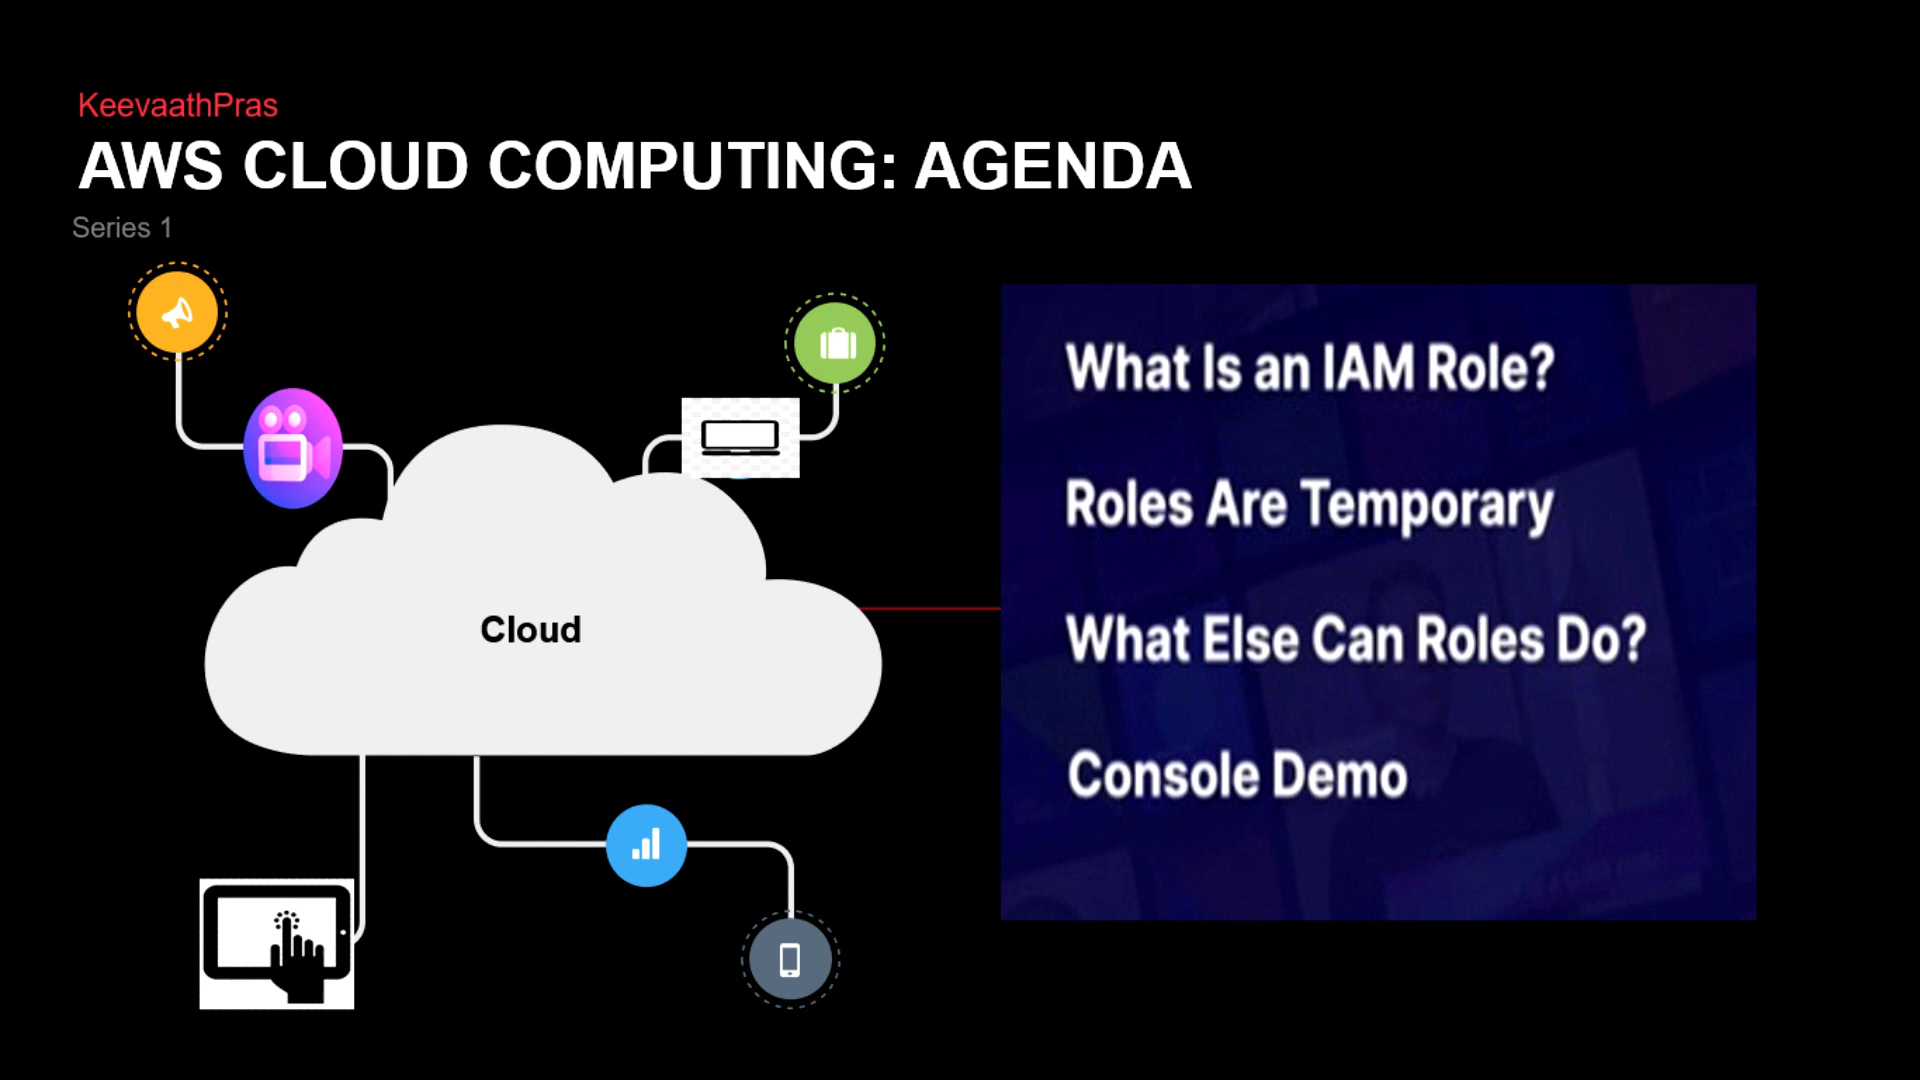 KeevaathPras
AWS CLOUD COMPUTING: AGENDA
Series 1
Cloud
What Is an IAM Role?
Roles Are Temporary
What Else Can Roles Do?
Console Demo